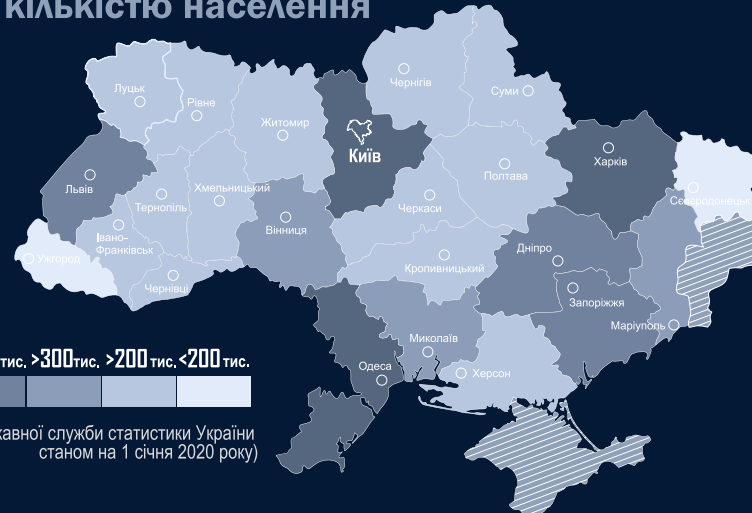 кількістю населення
Луцьк
Рівне
Житомир
Чернігів
Суми
Київ
Харків
Львів
Тернопіль
Хмельницький
Полтава
Сєвєродонецьк
Черкаси
Вінниця
Івано-
Франківськ
Ужгород
Чернівці
Кропивницький
Дніпро
Запоріжжя
Маріуполь
Миколаїв
Одеса
Херсон
тис. >300тис. >200 тис. <200 тис.
жавної служби статистики України
станом на 1 січня 2020 року)